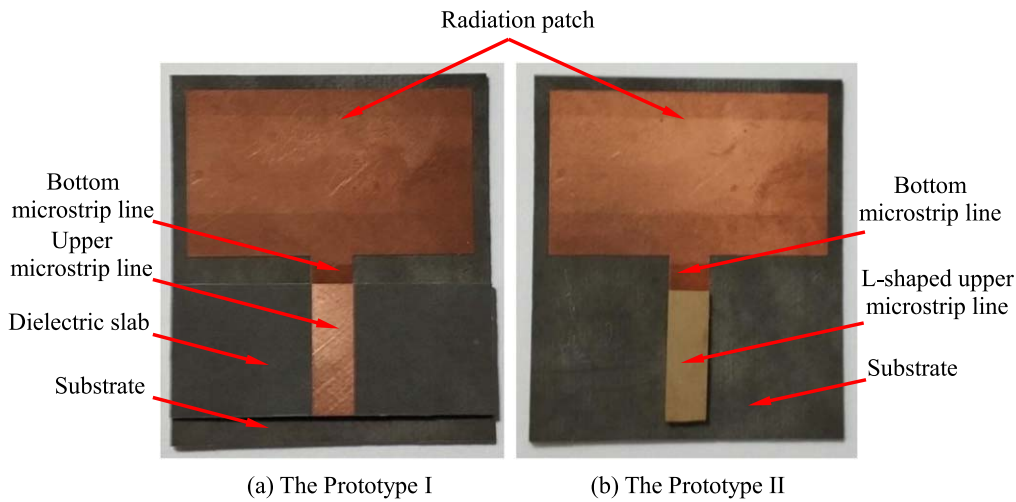 Radiation patch
Bottom
microstrip line
Upper
microstrip line
Dielectric slab
Substrate
Bottom
microstrip line
L-shaped upper
microstrip line
Substrate
(a) The Prototype I
(b) The Prototype II